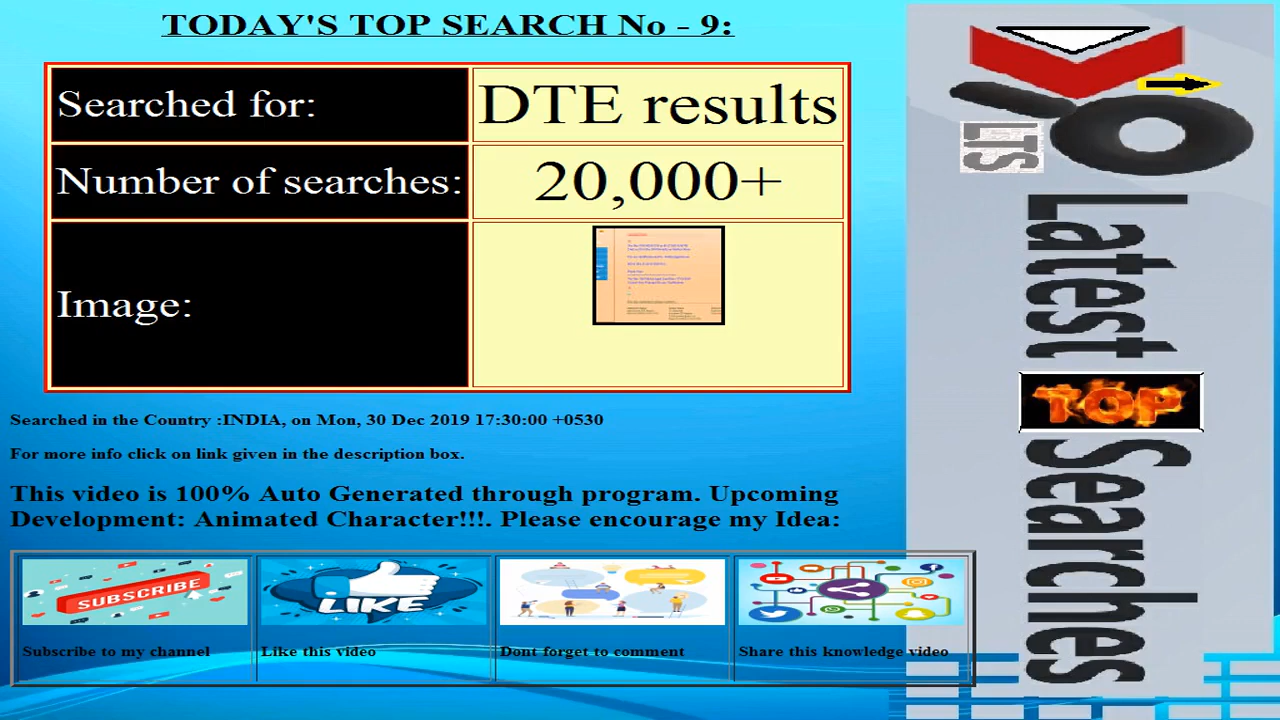 TODAY'S TOP SEARCH No - 9:
Searched for:
DTE results
Number of searches:
20,000+
Image:
Searched in the Country :INDIA, on Mon, 30 Dec 2019 17:30:00 +0530
For more info click on link given in the description box.
This video is 100% Auto Generated through program. Upcoming
Development: Animated Character!!!. Please encourage my Idea:
SUBSCRIBE
LIKE
Subscribe to my channel
Like this video
Dont forget to comment
Share this knowledge video
LTS
Latest
TOP
Searches